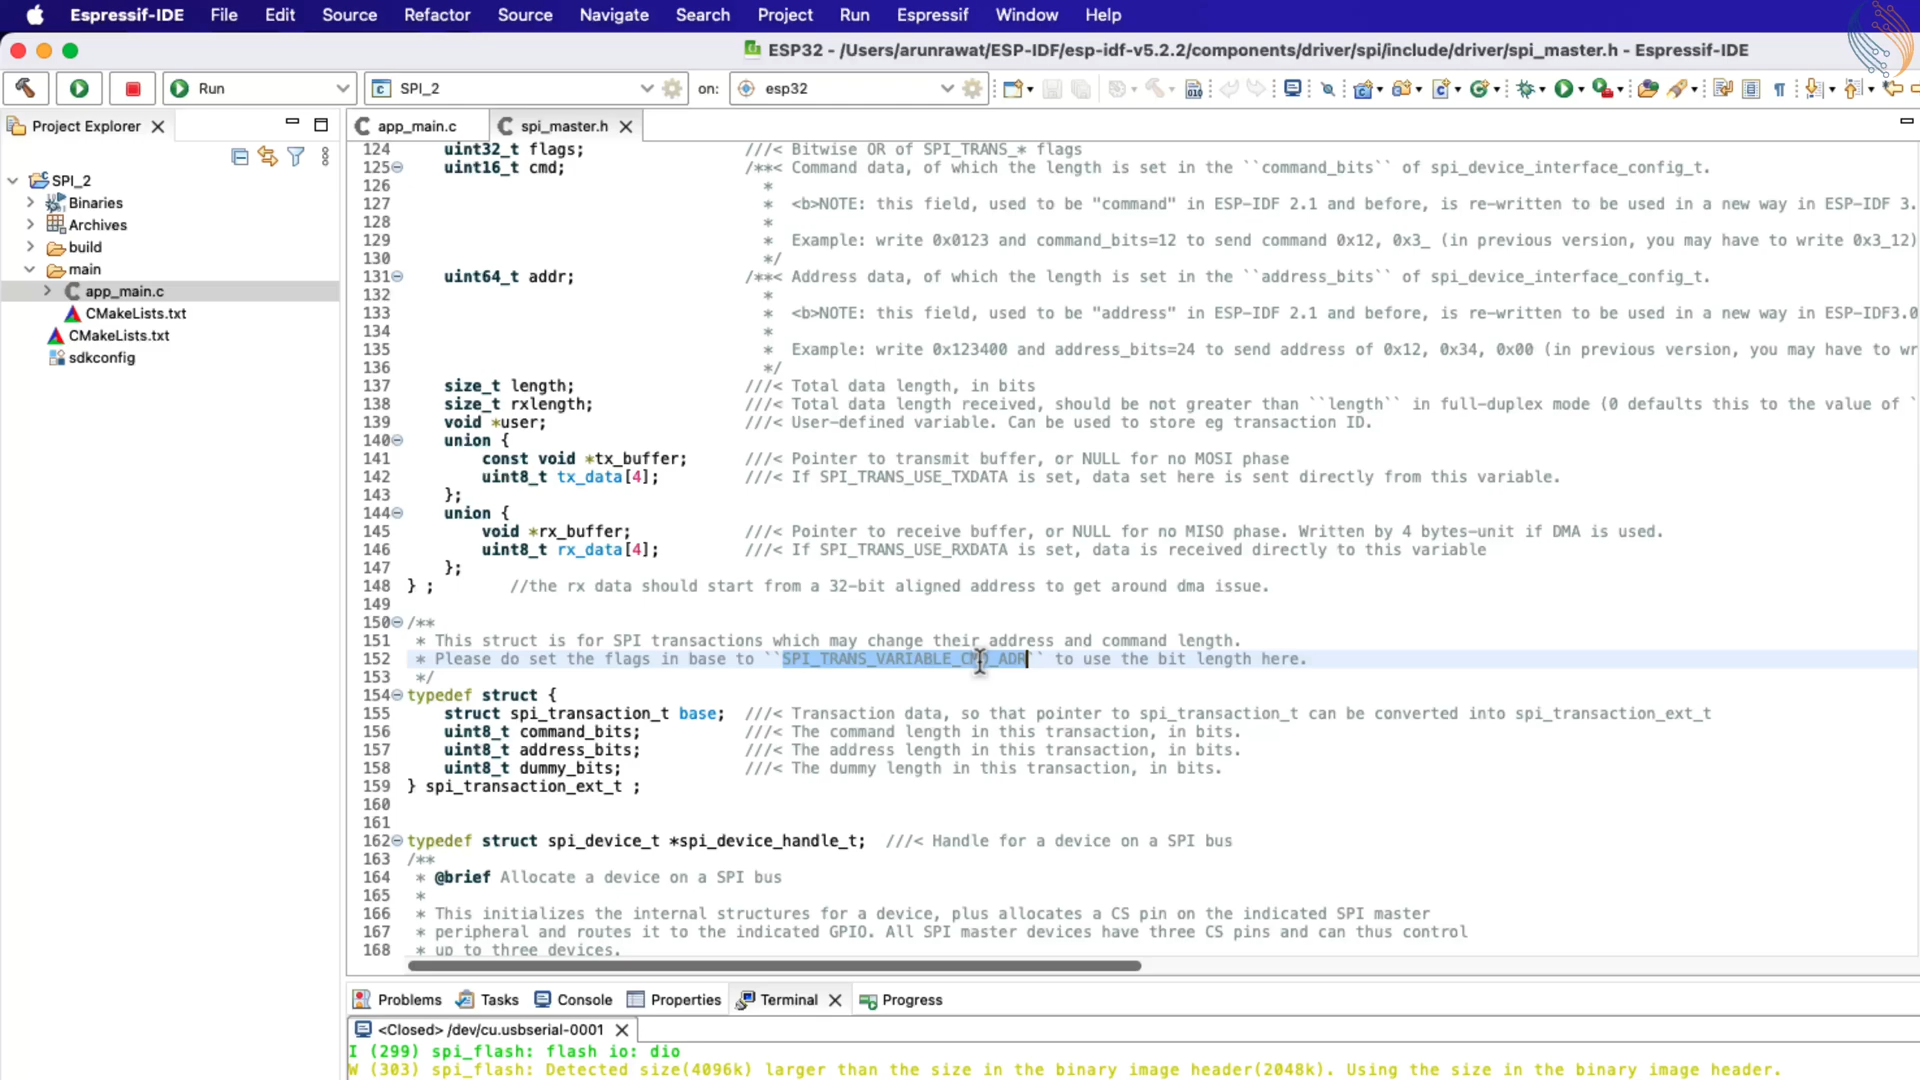 Espressif-IDE File Edit Source Refactor Source Navigate Search Project Run Espressif Window Help
ESP32 - /Users/arunrawat/ESP-IDF/esp-idf-v5.2.2/components/driver/spi/include/driver/spi_master.h - Espressif-IDE
Run SPI_2 on: esp32
Project Explorer
app_main.c spi_master.h
SPI_2
Binaries
Archives
build
main
app_main.c
CMakeLists.txt
CMakeLists.txt
sdkconfig
124 uint32_t flags; ///< Bitwise OR of SPI_TRANS_* flags
125 uint16_t cmd; /**< Command data, of which the length is set in the ``command_bits`` of spi_device_interface_config_t.
126 *
127 * <b>NOTE: this field, used to be "command" in ESP-IDF 2.1 and before, is re-written to be used in a new way in ESP-IDF 3.
128 *
129 * Example: write 0x0123 and command_bits=12 to send command 0x12, 0x3_ (in previous version, you may have to write 0x3_12)
130 */
131 uint64_t addr; /**< Address data, of which the length is set in the ``address_bits`` of spi_device_interface_config_t.
132 *
133 * <b>NOTE: this field, used to be "address" in ESP-IDF 2.1 and before, is re-written to be used in a new way in ESP-IDF3.0
134 *
135 * Example: write 0x123400 and address_bits=24 to send address of 0x12, 0x34, 0x00 (in previous version, you may have to wr
136 */
137 size_t length; ///< Total data length, in bits
138 size_t rxlength; ///< Total data length received, should be not greater than ``length`` in full-duplex mode (0 defaults this to the value of `
139 void *user; ///< User-defined variable. Can be used to store eg transaction ID.
140 union {
141 const void *tx_buffer; ///< Pointer to transmit buffer, or NULL for no MOSI phase
142 uint8_t tx_data[4]; ///< If SPI_TRANS_USE_TXDATA is set, data set here is sent directly from this variable.
143 };
144 union {
145 void *rx_buffer; ///< Pointer to receive buffer, or NULL for no MISO phase. Written by 4 bytes-unit if DMA is used.
146 uint8_t rx_data[4]; ///< If SPI_TRANS_USE_RXDATA is set, data is received directly to this variable
147 };
148 } ; //the rx data should start from a 32-bit aligned address to get around dma issue.
149
150 /**
151 * This struct is for SPI transactions which may change their address and command length.
152 * Please do set the flags in base to ``SPI_TRANS_VARIABLE_CMD_ADR`` to use the bit length here.
153 */
154 typedef struct {
155 struct spi_transaction_t base; ///< Transaction data, so that pointer to spi_transaction_t can be converted into spi_transaction_ext_t
156 uint8_t command_bits; ///< The command length in this transaction, in bits.
157 uint8_t address_bits; ///< The address length in this transaction, in bits.
158 uint8_t dummy_bits; ///< The dummy length in this transaction, in bits.
159 } spi_transaction_ext_t ;
160
161
162 typedef struct spi_device_t *spi_device_handle_t; ///< Handle for a device on a SPI bus
163 /**
164 * @brief Allocate a device on a SPI bus
165 *
166 * This initializes the internal structures for a device, plus allocates a CS pin on the indicated SPI master
167 * peripheral and routes it to the indicated GPIO. All SPI master devices have three CS pins and can thus control
168 * up to three devices.
Problems Tasks Console Properties Terminal Progress
<Closed> /dev/cu.usbserial-0001
I (299) spi_flash: flash io: dio
W (303) spi_flash: Detected size(4096k) larger than the size in the binary image header(2048k). Using the size in the binary image header.